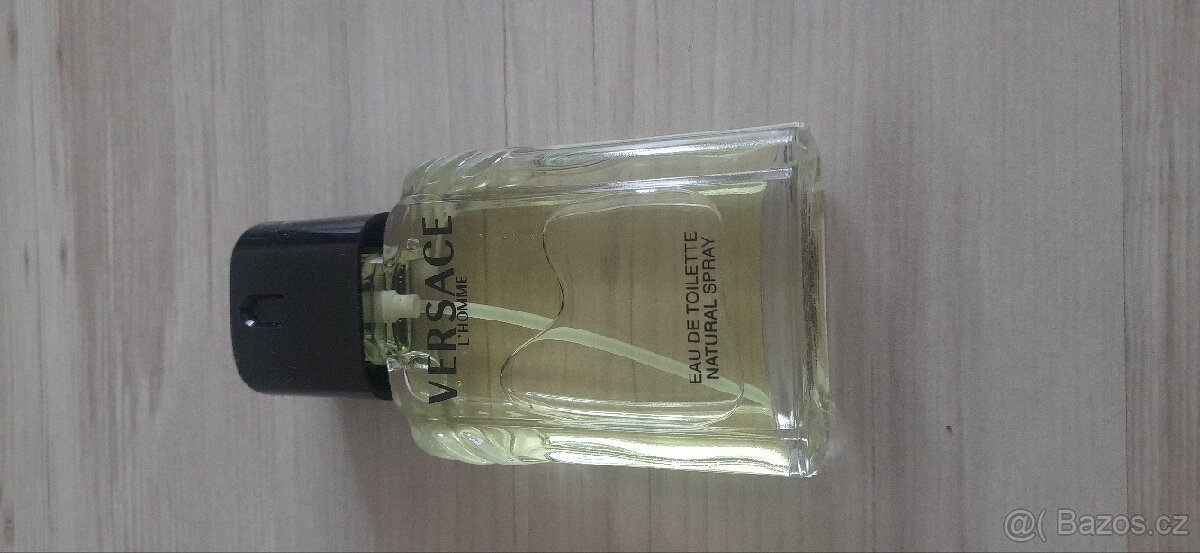 VERSACE
L'HOMME
EAU DE TOILETTE
NATURAL SPRAY
@( Bazos.cz